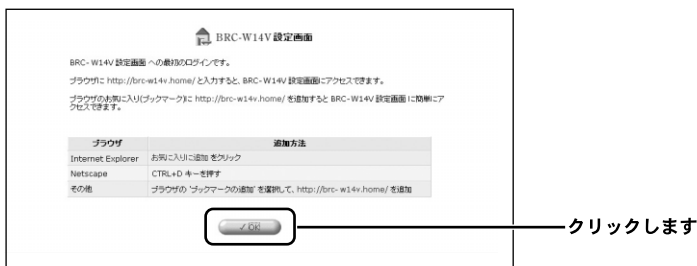 BRC-W14V 設定画面
BRC- W14V 設定画面 への最初のログインです。
ブラウザに http://brc-w14v.home/ と入力すると、BRC- W14V 設定画面にアクセスできます。
ブラウザのお気に入り(ブックマーク)に http://brc-w14v.home/ を追加すると BRC- W14V 設定画面 に簡単にア
クセスできます。
ブラウザ 追加方法
Internet Explorer お気に入りに追加 をクリック
Netscape CTRL+D キーを押す
その他 ブラウザの 'ブックマークの追加' を選択して、http://brc- w14v.home/ を追加
✓ OK
クリックします